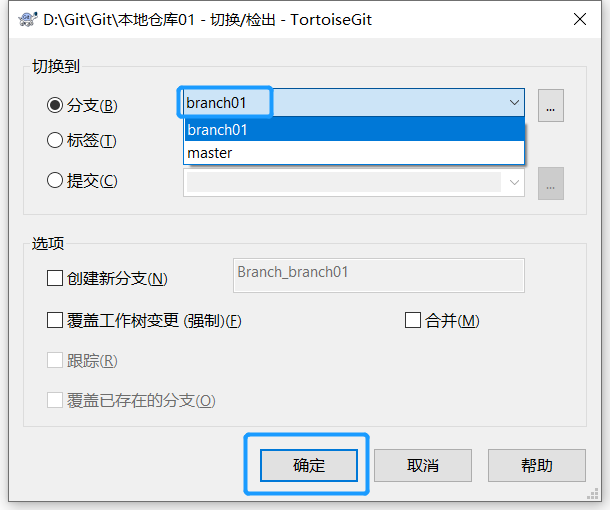 D:\Git\Git\本地仓库01 - 切换/检出 - TortoiseGit
切换到
分支(B)
branch01
...
branch01
标签(T)
master
提交(C)
...
选项
创建新分支(N)
Branch_branch01
覆盖工作树变更 (强制)(F)
合并(M)
跟踪(R)
覆盖已存在的分支(O)
确定
取消
帮助